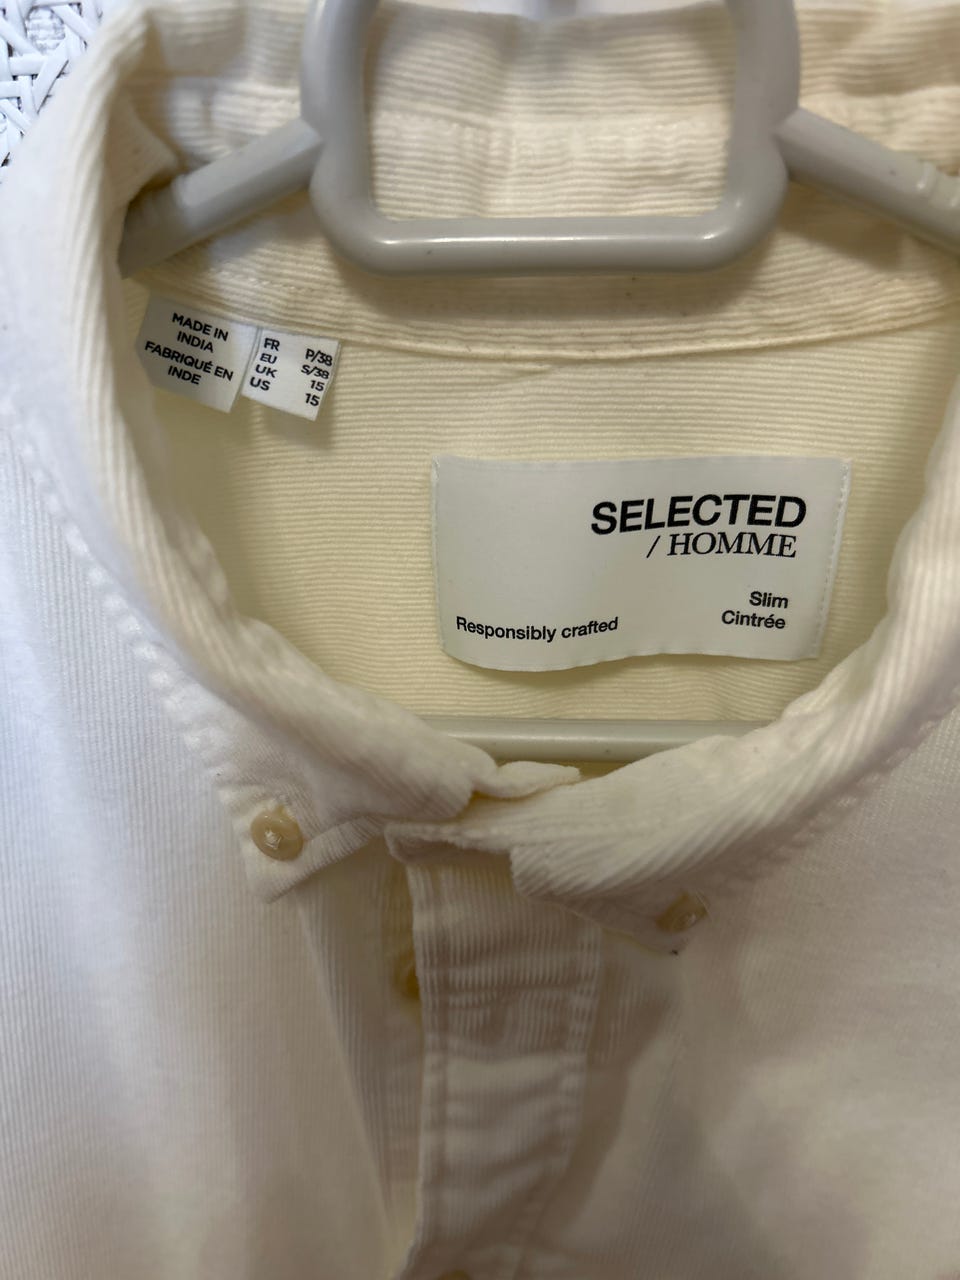 MADE IN
INDIA
FABRIQUÉ EN
INDE
FR P/38
EU S/38
UK 15
US 15
SELECTED
/ HOMME
Slim
Cintrée
Responsibly crafted